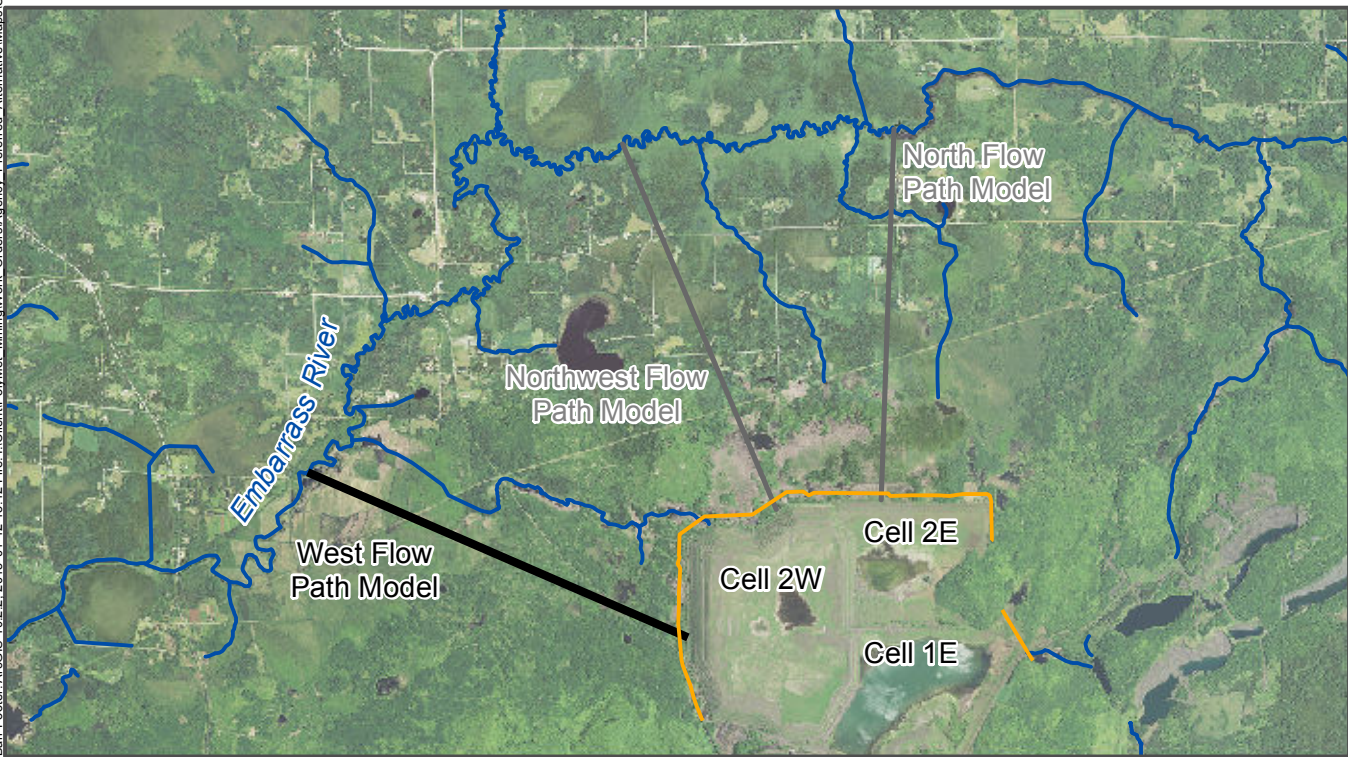 North Flow
Path Model
Northwest Flow
Path Model
Embarrass River
West Flow
Path Model
Cell 2E
Cell 2W
Cell 1E